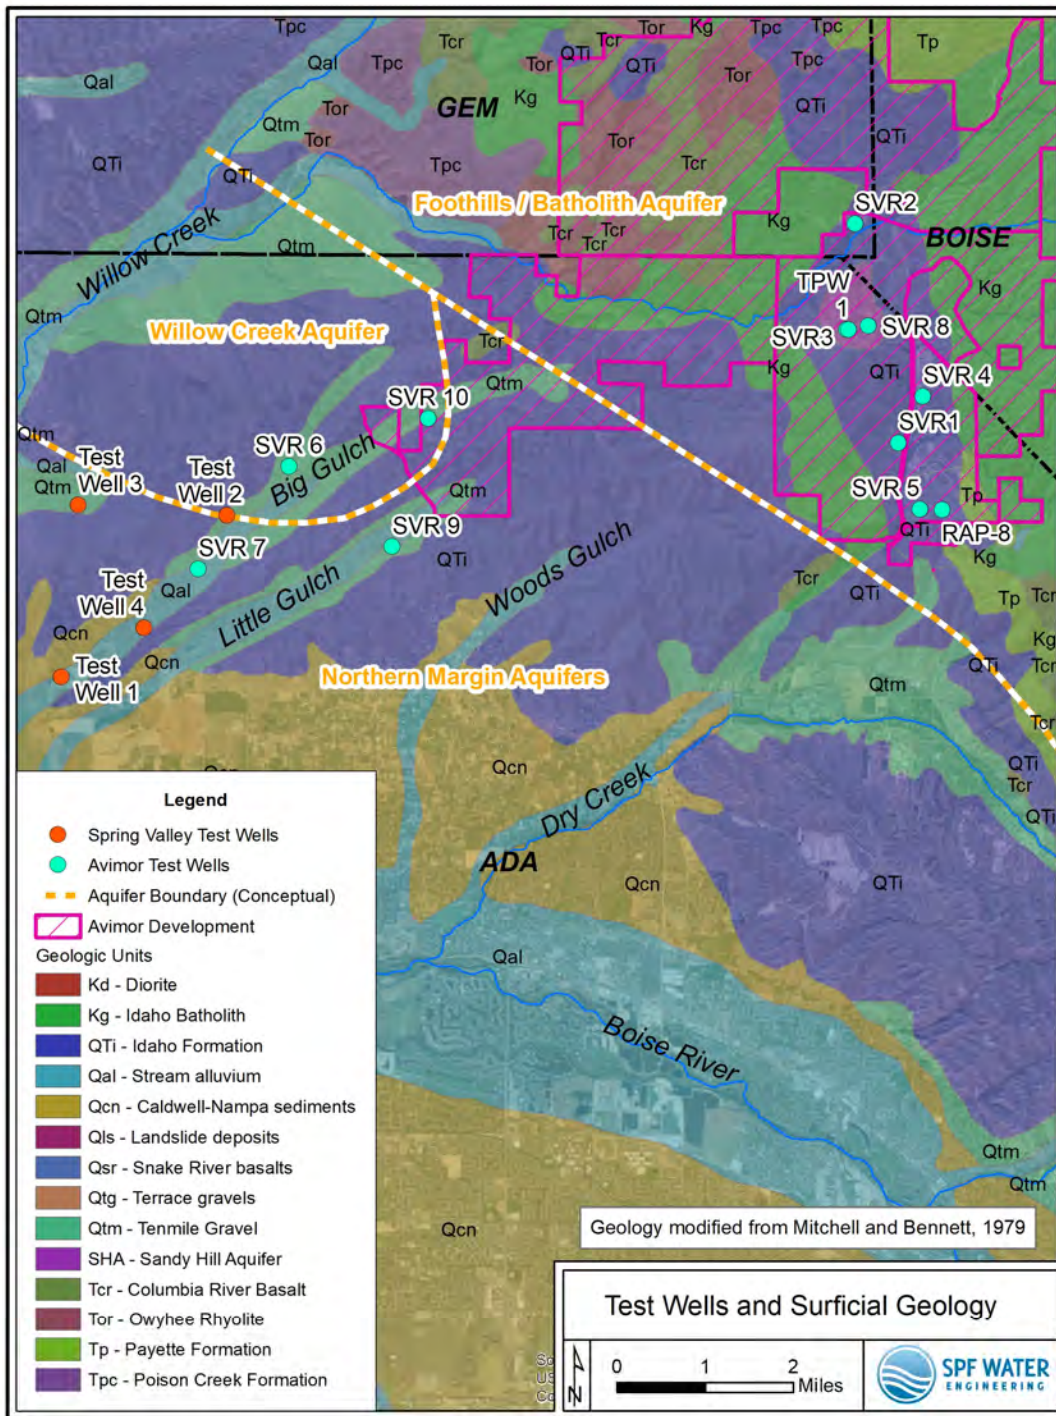 Tpc
Kg
Tpc
Tor
Tcr
Tcr
Tp
Qal
Tpc
Tor
QTi
QTi
Tor
Tpc
Qal
GEM
Kg
QTi
Qtm
Tor
Tor
Tor
QTi
QTi
Tpc
Tcr
QTi
Foothills / Batholith Aquifer
SVR2
Kg
Qtm
Tcr
Tcr
Tcr
BOISE
Willow Creek
TPW
1
Kg
Qtm
Willow Creek Aquifer
SVR3
SVR 8
Tcr
Kg
QTi
Qtm
SVR 4
SVR 10
Qtm
SVR 6
SVR1
Qal
Test
Well 3
Qtm
Test
Well 2
Big Gulch
Qtm
SVR 5
Tp
RAP-8
SVR 9
QTi
QTi
SVR 7
Kg
Qal
Woods Gulch
Tcr
QTi
Test
Well 4
Little Gulch
Tp
Tcr
Qcn
Kg
Qcn
Test
Well 1
Northern Margin Aquifers
QTi
Tcr
Qtm
Tcr
QTi
Qcn
Tcr
QTi
Dry Creek
ADA
Qcn
QTi
Qal
Boise River
Qtm
Qtm
Qcn
Legend
Spring Valley Test Wells
Avimor Test Wells
Aquifer Boundary (Conceptual)
Avimor Development
Geologic Units
Kd - Diorite
Kg - Idaho Batholith
QTi - Idaho Formation
Qal - Stream alluvium
Qcn - Caldwell-Nampa sediments
Qls - Landslide deposits
Qsr - Snake River basalts
Qtg - Terrace gravels
Qtm - Tenmile Gravel
SHA - Sandy Hill Aquifer
Tcr - Columbia River Basalt
Tor - Owyhee Rhyolite
Tp - Payette Formation
Tpc - Poison Creek Formation
Geology modified from Mitchell and Bennett, 1979
Test Wells and Surficial Geology
N
0 1 2
Miles
SPF WATER
ENGINEERING